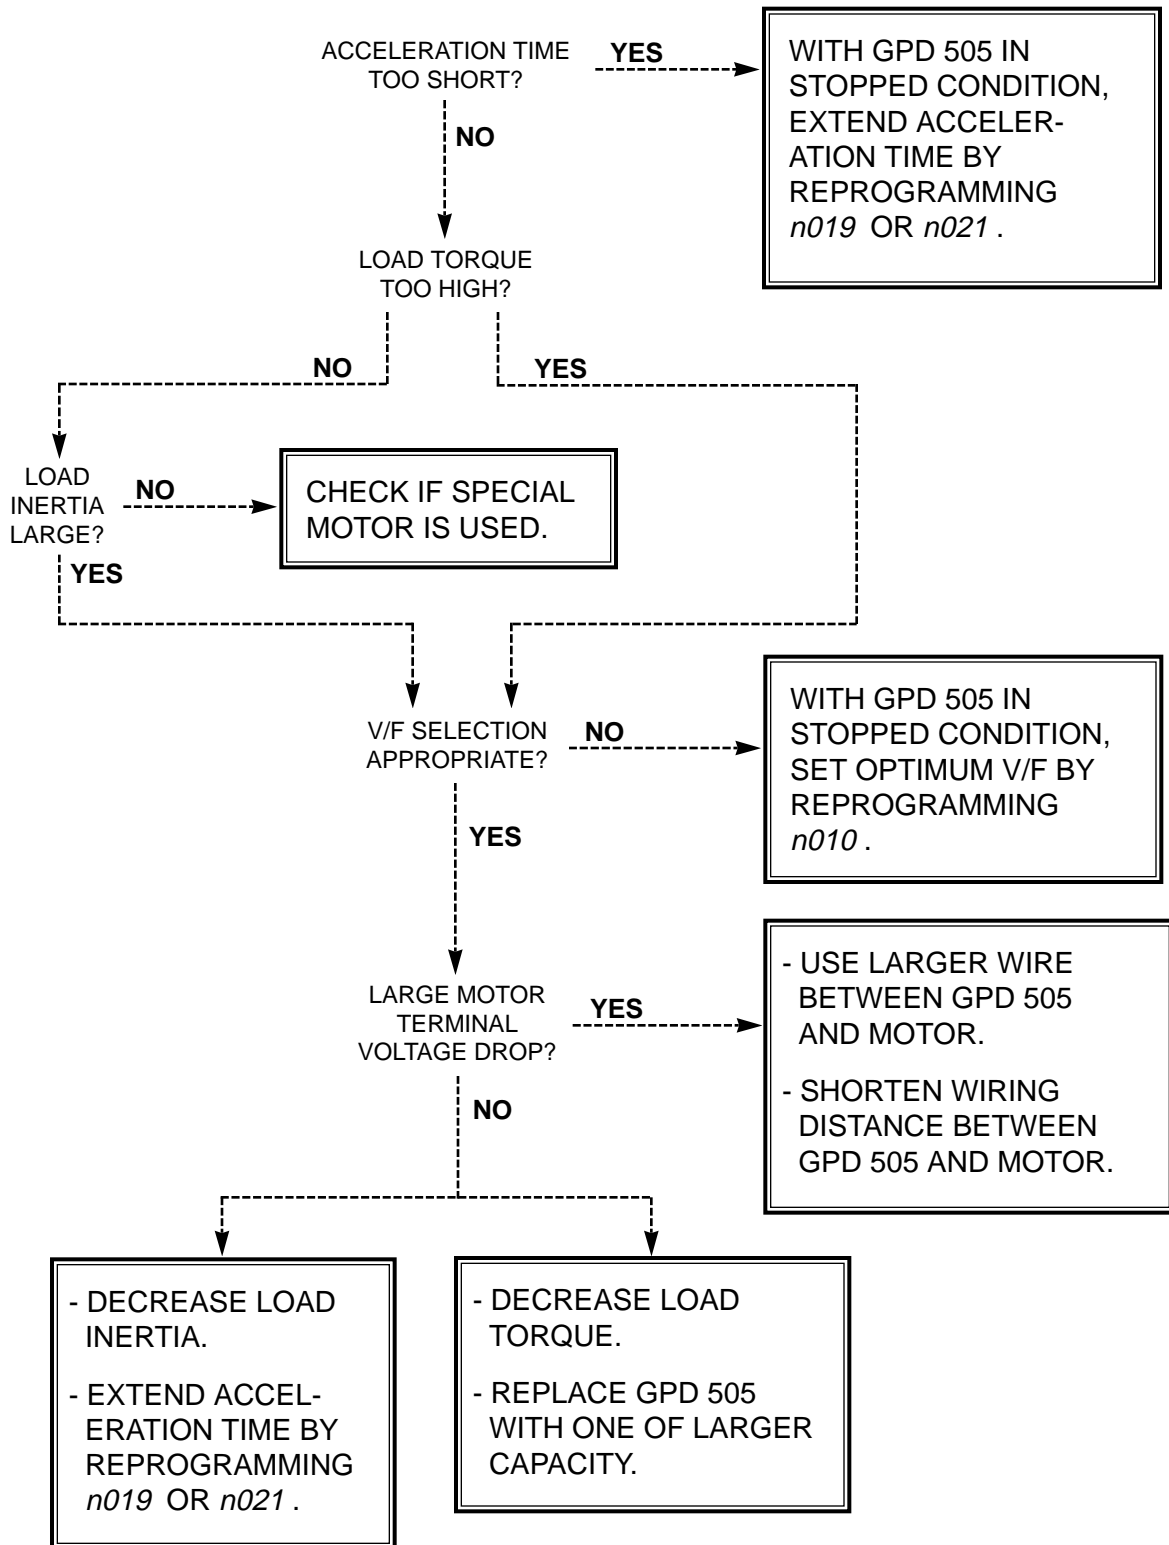 ACCELERATION TIME
TOO SHORT?
YES
WITH GPD 505 IN
STOPPED CONDITION,
EXTEND ACCELER-
ATION TIME BY
REPROGRAMMING
n019 OR n021 .
NO
LOAD TORQUE
TOO HIGH?
NO
YES
LOAD
INERTIA
LARGE?
NO
CHECK IF SPECIAL
MOTOR IS USED.
YES
V/F SELECTION
APPROPRIATE?
NO
WITH GPD 505 IN
STOPPED CONDITION,
SET OPTIMUM V/F BY
REPROGRAMMING
n010 .
YES
LARGE MOTOR
TERMINAL
VOLTAGE DROP?
YES
- USE LARGER WIRE
BETWEEN GPD 505
AND MOTOR.
- SHORTEN WIRING
DISTANCE BETWEEN
GPD 505 AND MOTOR.
NO
- DECREASE LOAD
INERTIA.
- EXTEND ACCEL-
ERATION TIME BY
REPROGRAMMING
n019 OR n021 .
- DECREASE LOAD
TORQUE.
- REPLACE GPD 505
WITH ONE OF LARGER
CAPACITY.